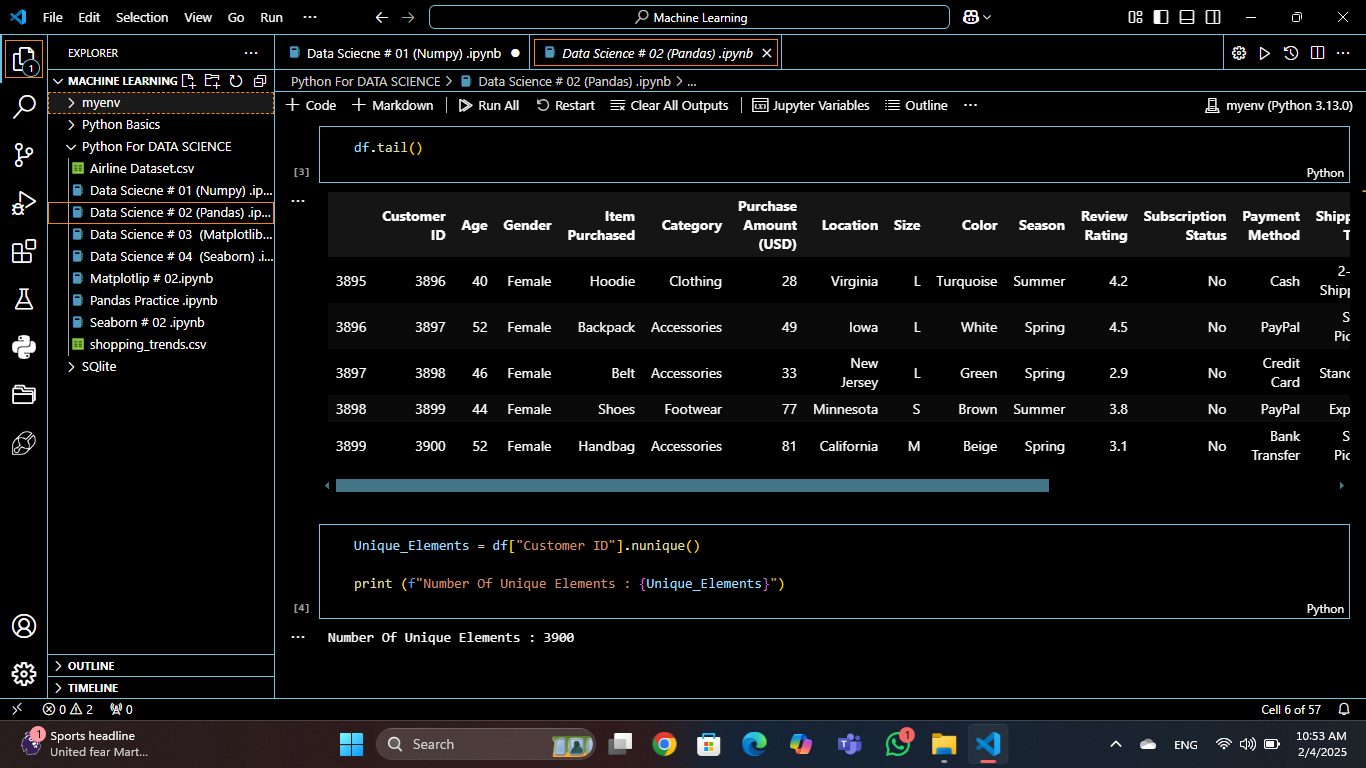 File Edit Selection View Go Run ··· Machine Learning
EXPLORER ···
Data Sciecne # 01 (Numpy) .ipynb
Data Science # 02 (Pandas) .ipynb
MACHINE LEARNING
myenv
Python Basics
Python For DATA SCIENCE
Airline Dataset.csv
Data Sciecne # 01 (Numpy) .ip...
Data Science # 02 (Pandas) .ip...
Data Science # 03 (Matplotlib...
Data Science # 04 (Seaborn) .i...
Matplotlip # 02.ipynb
Pandas Practice .ipynb
Seaborn # 02 .ipynb
shopping_trends.csv
SQlite
OUTLINE
TIMELINE
Python For DATA SCIENCE > Data Science # 02 (Pandas) .ipynb > ...
+ Code + Markdown Run All Restart Clear All Outputs Jupyter Variables Outline ··· myenv (Python 3.13.0)
df.tail()
[3] Python
Customer ID Age Gender Item Purchased Category Purchase Amount (USD) Location Size Color Season Review Rating Subscription Status Payment Method Shipp T
3895 3896 40 Female Hoodie Clothing 28 Virginia L Turquoise Summer 4.2 No Cash 2- Shipp
3896 3897 52 Female Backpack Accessories 49 Iowa L White Spring 4.5 No PayPal S Pic
3897 3898 46 Female Belt Accessories 33 New Jersey L Green Spring 2.9 No Credit Card Stanc
3898 3899 44 Female Shoes Footwear 77 Minnesota S Brown Summer 3.8 No PayPal Exp
3899 3900 52 Female Handbag Accessories 81 California M Beige Spring 3.1 No Bank Transfer S Pic
Unique_Elements = df["Customer ID"].nunique()
print (f"Number Of Unique Elements : {Unique_Elements}")
[4] Python
Number Of Unique Elements : 3900
0 2 0 Cell 6 of 57
1 Sports headline
United fear Mart...
Search
1
ENG
10:53 AM
2/4/2025